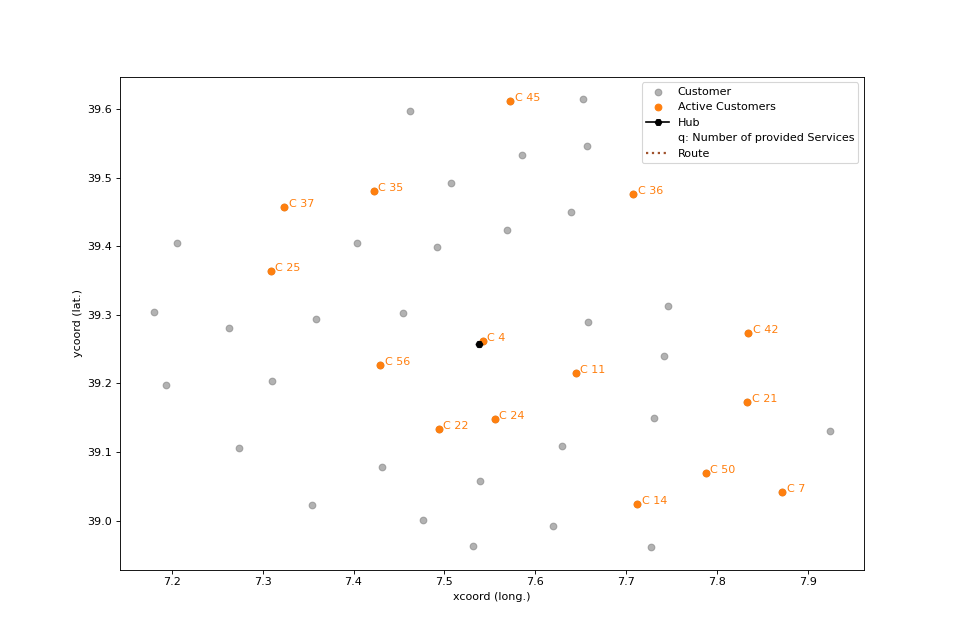 Customer
Active Customers
Hub
q: Number of provided Services
Route
C 45
C 35
C 36
C 37
C 25
C 42
C 4
C 56
C 11
C 21
C 24
C 22
C 50
C 7
C 14
39.6
39.5
39.4
39.3
39.2
39.1
39.0
ycoord (lat.)
7.2 7.3 7.4 7.5 7.6 7.7 7.8 7.9
xcoord (long.)